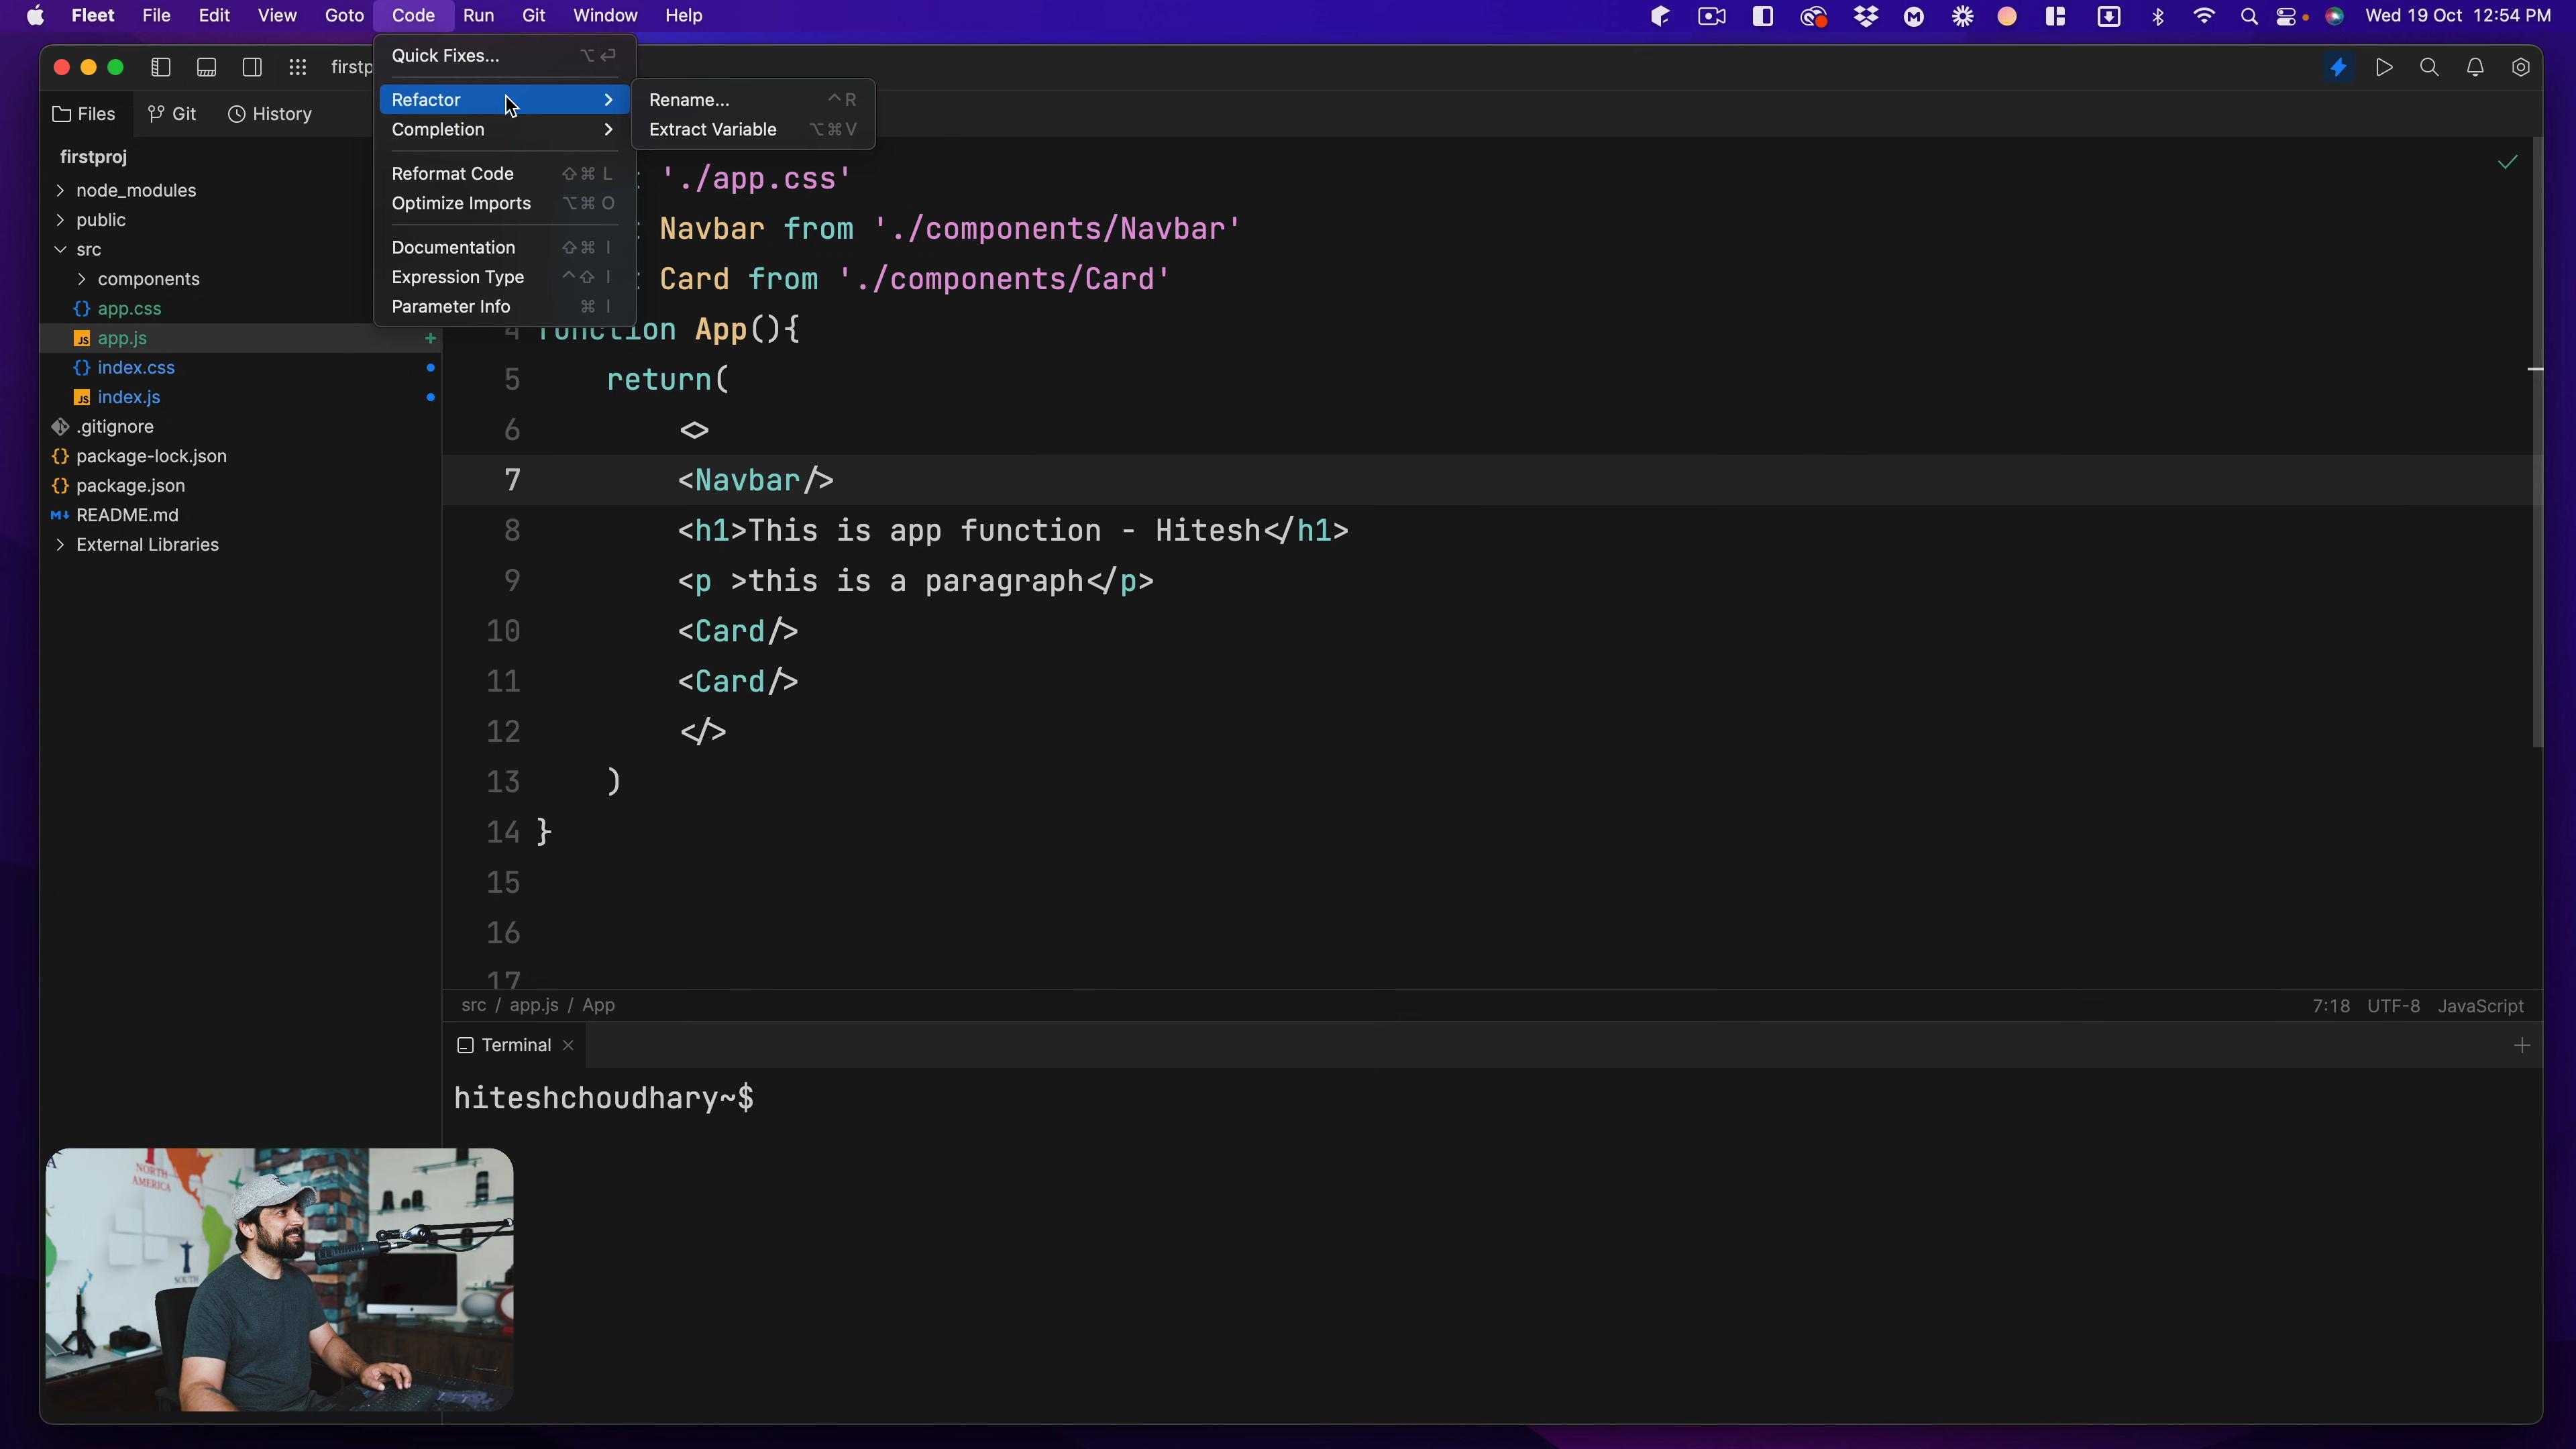 Fleet File Edit View Goto Code Run Git Window Help Wed 19 Oct 12:54 PM
firstp
Quick Fixes... ⌥⏎
Refactor
Completion
Reformat Code ⇧⌘ L
Optimize Imports ⌥⌘ O
Documentation ⇧⌘ I
Expression Type ^⇧ I
Parameter Info ⌘ I
Rename... ^R
Extract Variable ⌥⌘V
Files Git History
firstproj
node_modules
public
src
components
{} app.css
JS app.js +
{} index.css
JS index.js
.gitignore
{} package-lock.json
{} package.json
M↓ README.md
External Libraries
'./app.css'
Navbar from './components/Navbar'
Card from './components/Card'
4 function App(){
5 return(
6 <>
7 <Navbar/>
8 <h1>This is app function - Hitesh</h1>
9 <p >this is a paragraph</p>
10 <Card/>
11 <Card/>
12 </>
13 )
14 }
15
16
17
src / app.js / App 7:18 UTF-8 JavaScript
Terminal
hiteshchoudhary~$
NORTH
AMERICA
SOUTH